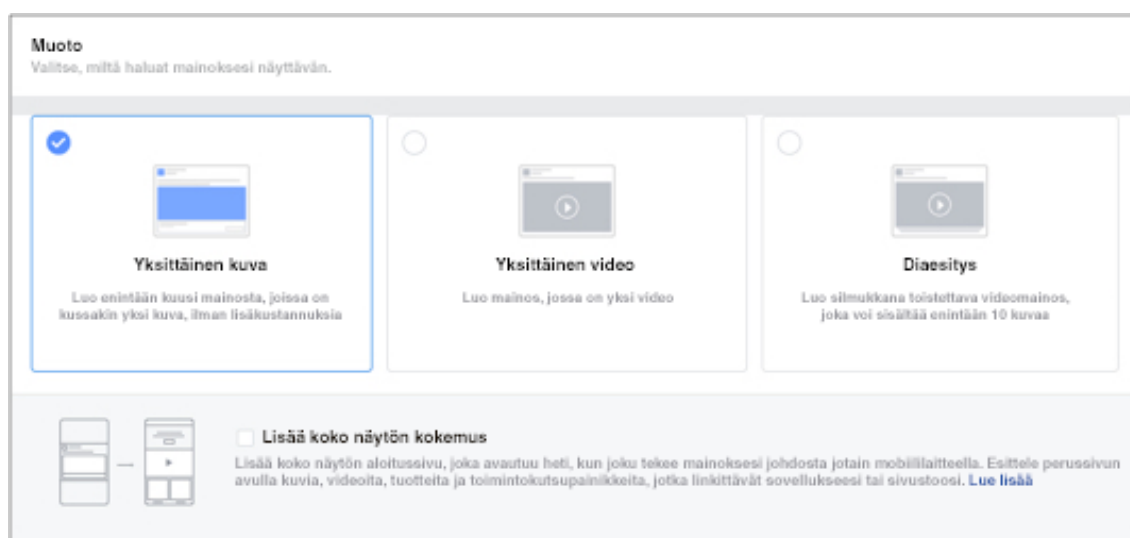 Muoto
Valitse, miltä haluat mainoksesi näyttävän.
Yksittäinen kuva
Luo enintään kuusi mainosta, joissa on
kussakin yksi kuva, ilman lisäkustannuksia
Yksittäinen video
Luo mainos, jossa on yksi video
Diaesitys
Luo silmukkana toistettava videomainos,
joka voi sisältää enintään 10 kuvaa
Lisää koko näytön kokemus
Lisää koko näytön aloitussivu, joka avautuu heti, kun joku tekee mainoksesi johdosta jotain mobiililaitteella. Esittele perussivun
avulla kuvia, videoita, tuotteita ja toimintokutsupainikkeita, jotka linkittävät sovellukseesi tai sivustoosi. Lue lisää